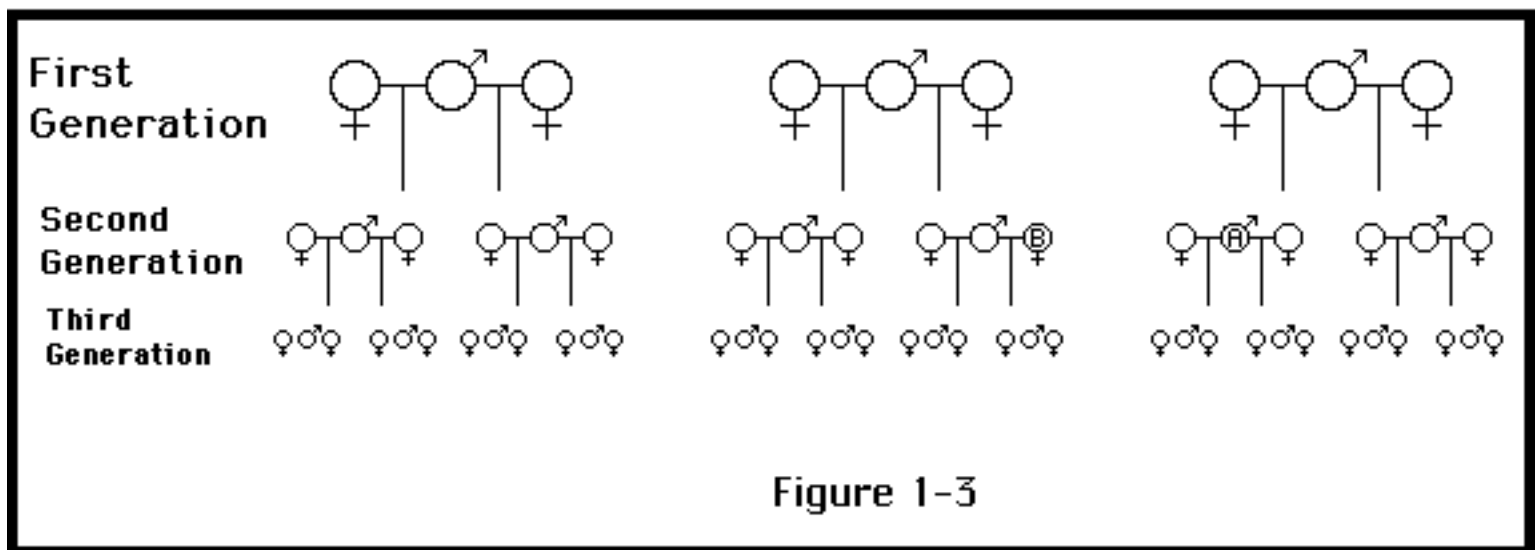 First
Generation
Second
Generation
B
A
Third
Generation
Figure 1-3